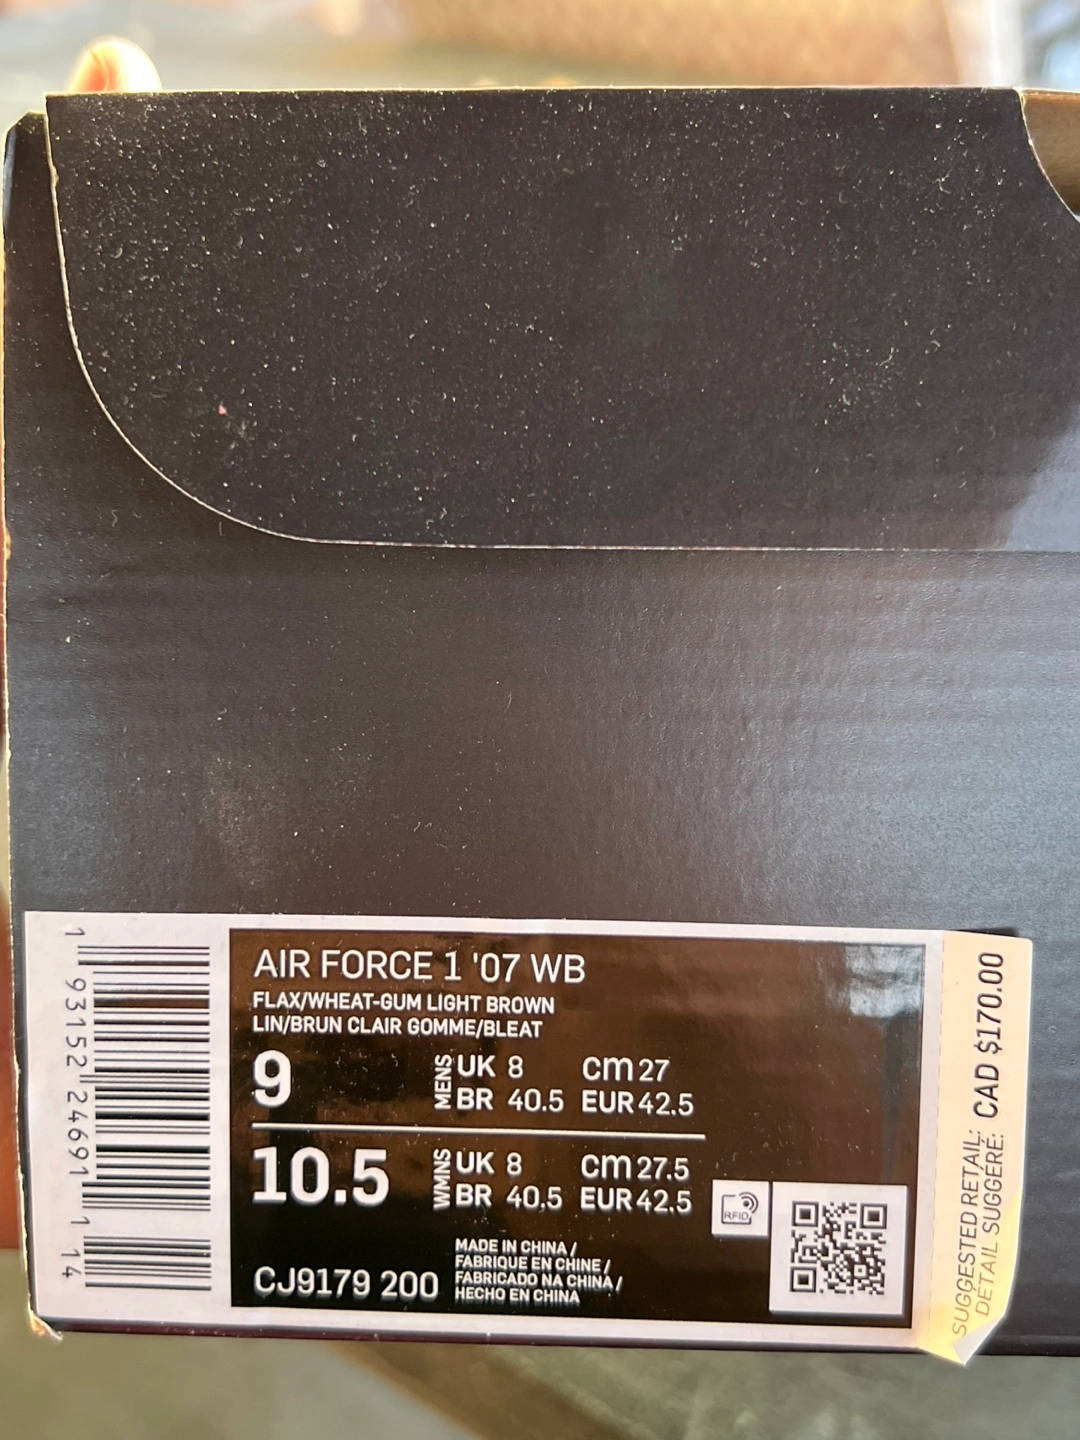 1 93152 24691 1 14
AIR FORCE 1 '07 WB
FLAX/WHEAT-GUM LIGHT BROWN
LIN/BRUN CLAIR GOMME/BLEAT
9
MENS
UK 8 cm 27
BR 40.5 EUR 42.5
10.5
WMNS
UK 8 cm 27.5
BR 40,5 EUR 42.5
RFID
CJ9179 200
MADE IN CHINA /
FABRIQUE EN CHINE /
FABRICADO NA CHINA /
HECHO EN CHINA
SUGGESTED RETAIL:
DETAIL SUGGÉRÉ:
CAD $170.00